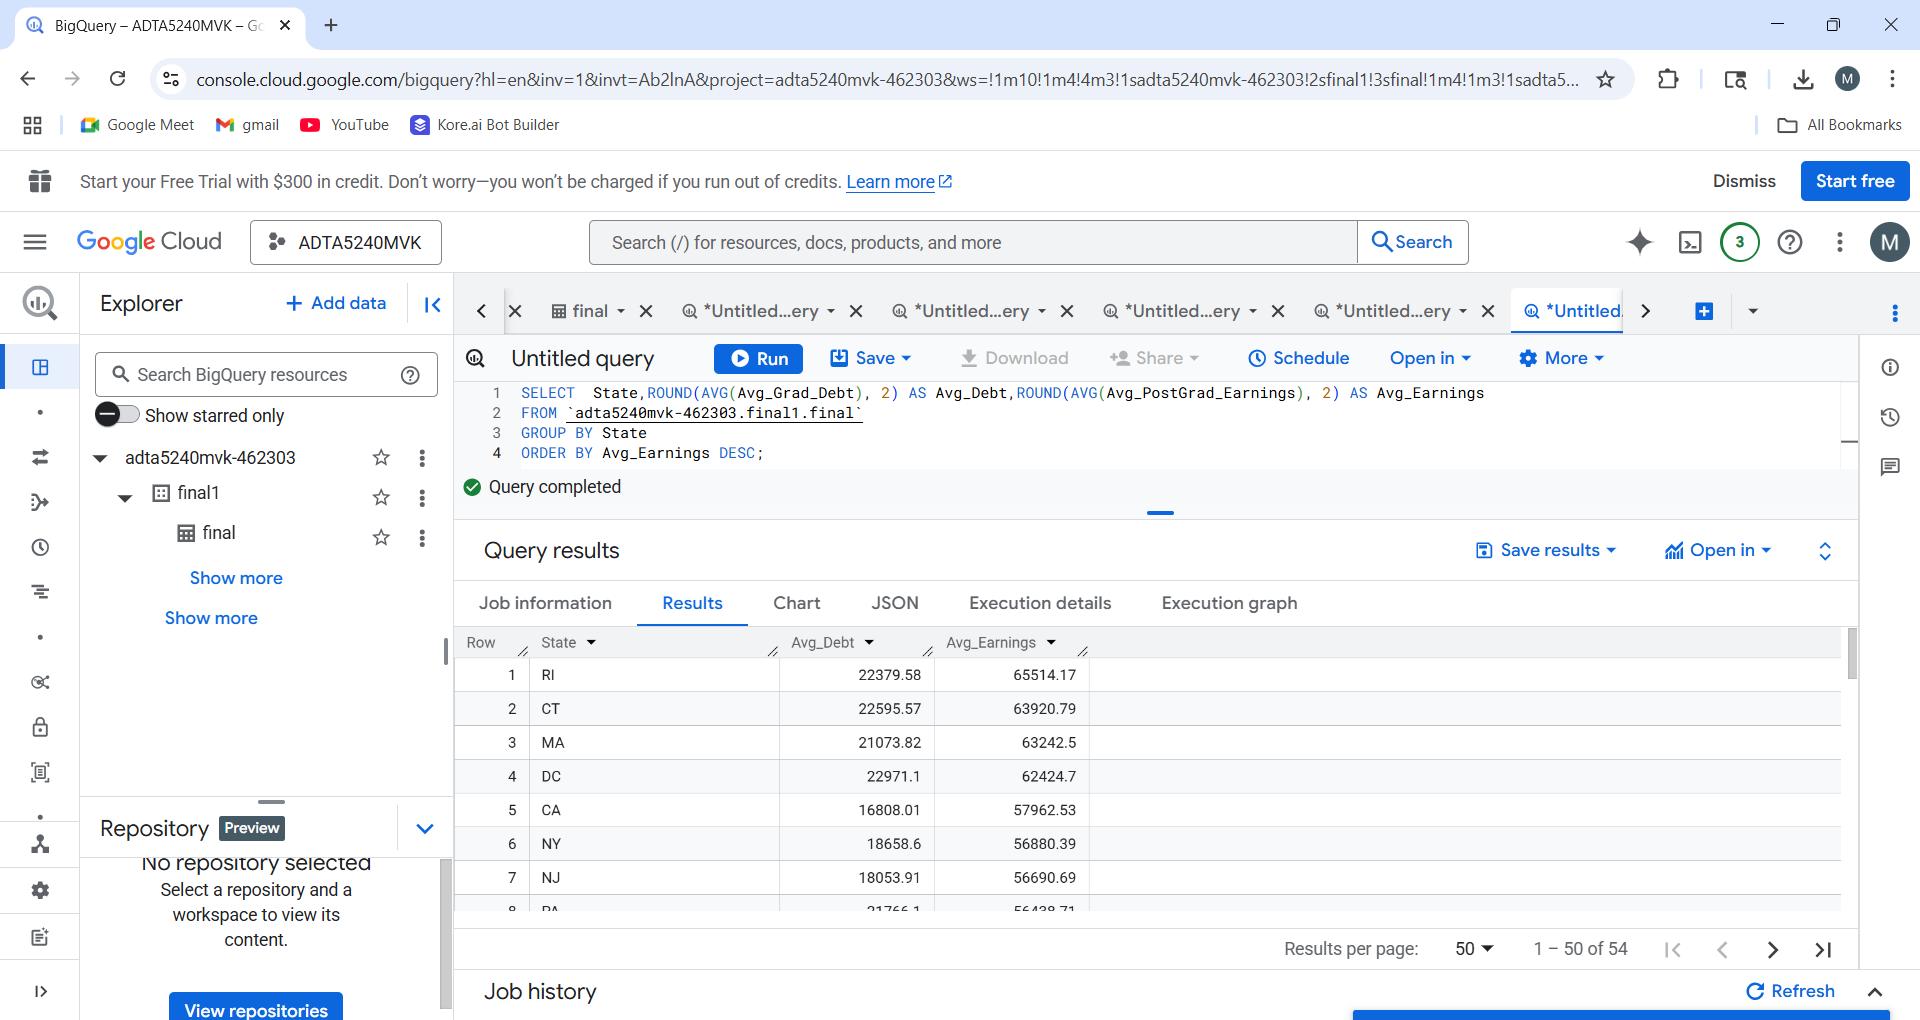 BigQuery – ADTA5240MVK – Go
console.cloud.google.com/bigquery?hl=en&inv=1&invt=Ab2lnA&project=adta5240mvk-462303&ws=!1m10!1m4!4m3!1sadta5240mvk-462303!2sfinal1!3sfinal!1m4!1m3!1sadta5...
M
Google Meet
gmail
YouTube
Kore.ai Bot Builder
All Bookmarks
Start your Free Trial with $300 in credit. Don't worry—you won't be charged if you run out of credits. Learn more
Dismiss
Start free
Google Cloud
ADTA5240MVK
Search (/) for resources, docs, products, and more
Search
3
M
Explorer
+ Add data
final
*Untitled...ery
*Untitled...ery
*Untitled...ery
*Untitled...ery
*Untitled.
Untitled query
Run
Save
Download
Share
Schedule
Open in
More
Search BigQuery resources
Show starred only
adta5240mvk-462303
final1
final
Show more
Show more
1 SELECT  State,ROUND(AVG(Avg_Grad_Debt), 2) AS Avg_Debt,ROUND(AVG(Avg_PostGrad_Earnings), 2) AS Avg_Earnings
2 FROM `adta5240mvk-462303.final1.final`
3 GROUP BY State
4 ORDER BY Avg_Earnings DESC;
Query completed
Query results
Save results
Open in
Job information
Results
Chart
JSON
Execution details
Execution graph
Row State Avg_Debt Avg_Earnings
1 RI 22379.58 65514.17
2 CT 22595.57 63920.79
3 MA 21073.82 63242.5
4 DC 22971.1 62424.7
5 CA 16808.01 57962.53
6 NY 18658.6 56880.39
7 NJ 18053.91 56690.69
8 PA 21766.1 56438.71
Results per page: 50 1 – 50 of 54
Job history
Refresh
Repository Preview
No repository selected
Select a repository and a
workspace to view its
content.
View repositories